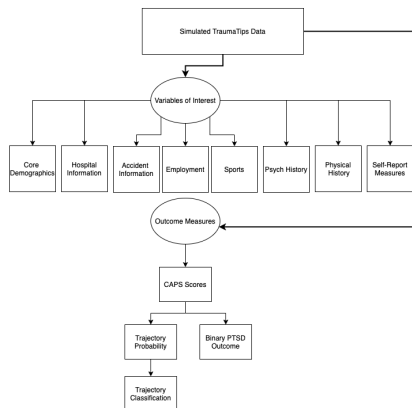 Simulated TraumaTips Data
Variables of Interest
Core
Demographics
Hospital
Information
Accident
Information
Employment
Sports
Psych History
Physical
History
Self-Report
Measures
Outcome Measures
CAPS Scores
Trajectory
Probability
Binary PTSD
Outcome
Trajectory
Classification